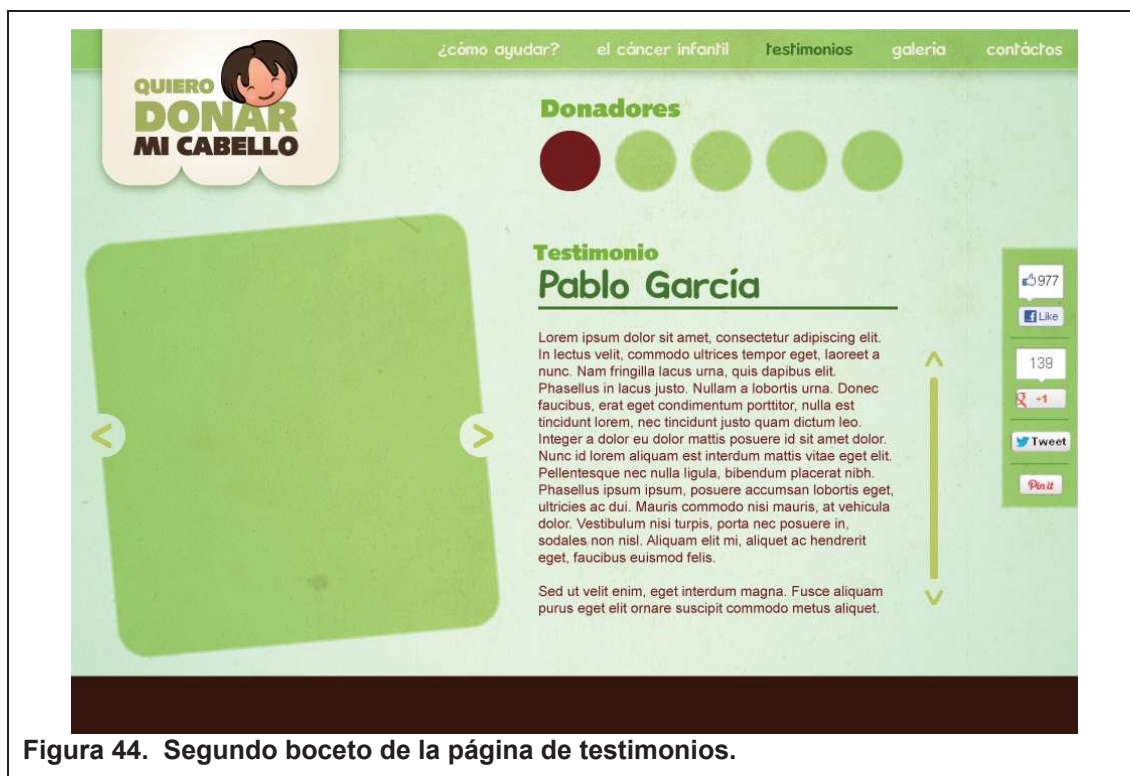 ¿cómo ayudar? el cáncer infantil testimonios galería contáctos
QUIERO
DONAR
MI CABELLO
Donadores
Testimonio
Pablo García
Lorem ipsum dolor sit amet, consectetur adipiscing elit.
In lectus velit, commodo ultrices tempor eget, laoreet a
nunc. Nam fringilla lacus urna, quis dapibus elit.
Phasellus in lacus justo. Nullam a lobortis urna. Donec
faucibus, erat eget condimentum porttitor, nulla est
tincidunt lorem, nec tincidunt justo quam dictum leo.
Integer a dolor eu dolor mattis posuere id sit amet dolor.
Nunc id lorem aliquam est interdum mattis vitae eget elit.
Pellentesque nec nulla ligula, bibendum placerat nibh.
Phasellus ipsum ipsum, posuere accumsan lobortis eget,
ultricies ac dui. Mauris commodo nisi mauris, at vehicula
dolor. Vestibulum nisi turpis, porta nec posuere in,
sodales non nisl. Aliquam elit mi, aliquet ac hendrerit
eget, faucibus euismod felis.
Sed ut velit enim, eget interdum magna. Fusce aliquam
purus eget elit ornare suscipit commodo metus aliquet.
977
Like
139
+1
Tweet
Pin it
Figura 44. Segundo boceto de la página de testimonios.